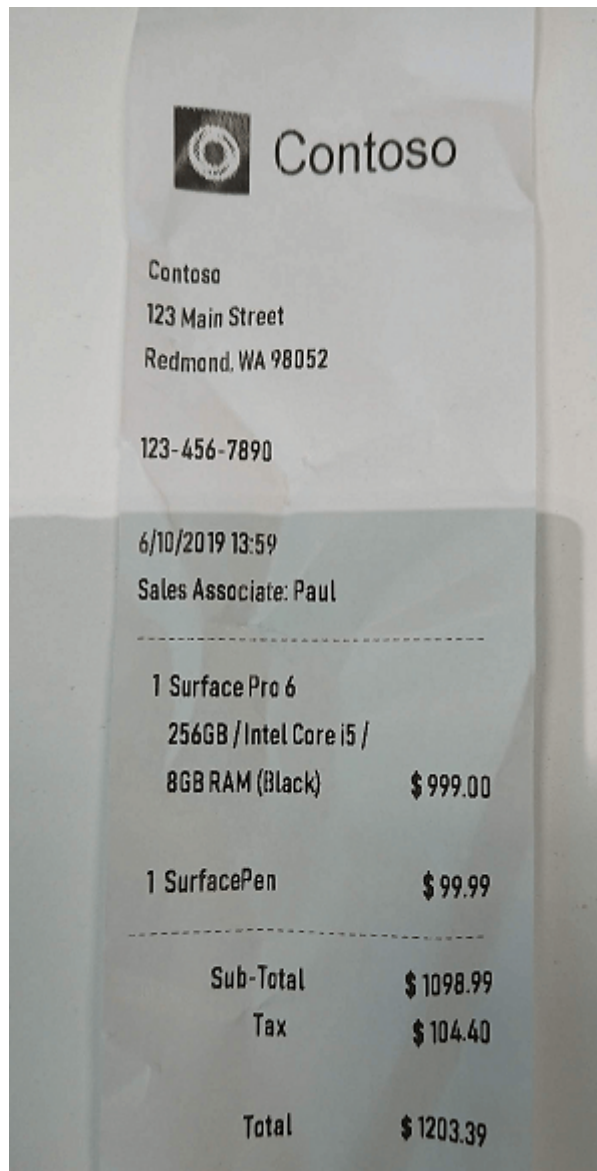 Contoso
Contoso
123 Main Street
Redmond, WA 98052
123-456-7890
6/10/2019 13:59
Sales Associate: Paul
1 Surface Pro 6
256GB / Intel Core i5 /
8GB RAM (Black) $ 999.00
1 SurfacePen $ 99.99
Sub-Total $ 1098.99
Tax $ 104.40
Total $ 1203.39